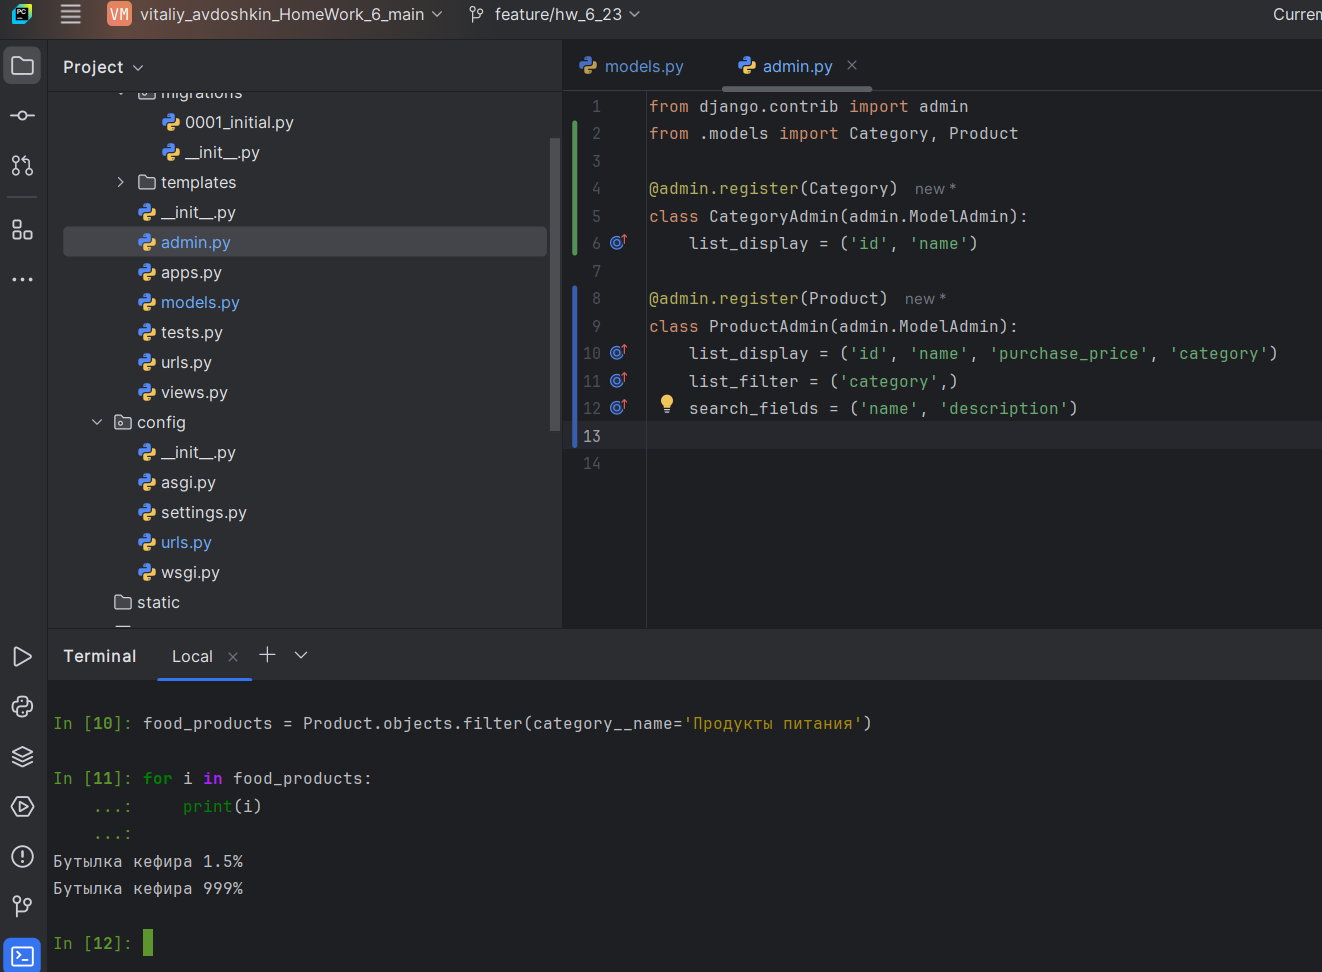 PC VM vitaliy_avdoshkin_HomeWork_6_main feature/hw_6_23
Project
migrations
0001_initial.py
__init__.py
templates
__init__.py
admin.py
apps.py
models.py
tests.py
urls.py
views.py
config
__init__.py
asgi.py
settings.py
urls.py
wsgi.py
static
models.py admin.py
1 from django.contrib import admin
2 from .models import Category, Product
3
4 @admin.register(Category) new *
5 class CategoryAdmin(admin.ModelAdmin):
6 list_display = ('id', 'name')
7
8 @admin.register(Product) new *
9 class ProductAdmin(admin.ModelAdmin):
10 list_display = ('id', 'name', 'purchase_price', 'category')
11 list_filter = ('category',)
12 search_fields = ('name', 'description')
13
14
Terminal Local
In [10]: food_products = Product.objects.filter(category__name='Продукты питания')
In [11]: for i in food_products:
...: print(i)
...:
Бутылка кефира 1.5%
Бутылка кефира 999%
In [12]: